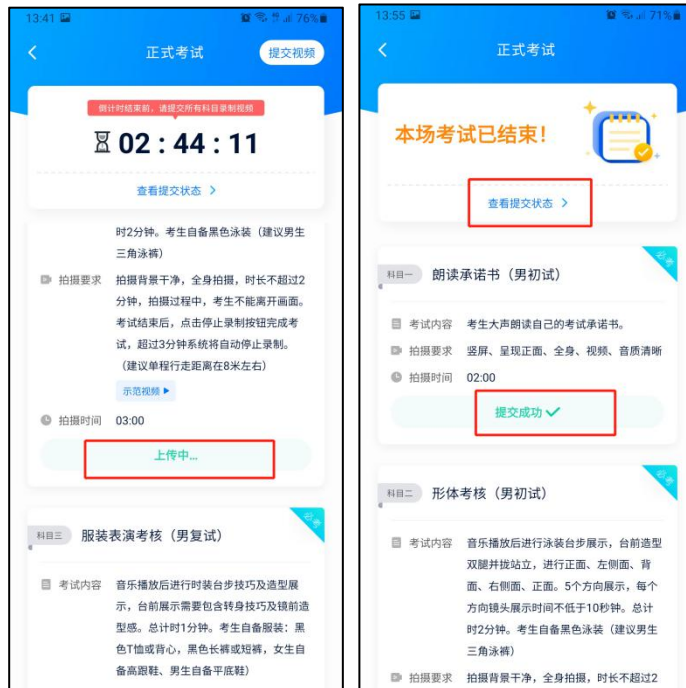 13:41
76%
正式考试
提交视频
倒计时结束前,请提交所有科目录制视频
02 : 44 : 11
查看提交状态 >
时2分钟。考生自备黑色泳装(建议男生
三角泳裤)
拍摄要求 拍摄背景干净,全身拍摄,时长不超过2
分钟,拍摄过程中,考生不能离开画面。
考试结束后,点击停止录制按钮完成考
试,超过3分钟系统将自动停止录制。
(建议单程行走距离在8米左右)
示范视频
拍摄时间 03:00
上传中...
科目三 服装表演考核(男复试)
必考
考试内容 音乐播放后进行时装台步技巧及造型展
示,台前展示需要包含转身技巧及镜前造
型感。总计时1分钟。考生自备服装:黑
色T恤或背心,黑色长裤或短裤,女生自
备高跟鞋、男生自备平底鞋)
13:55
71%
正式考试
本场考试已结束!
查看提交状态 >
科目一 朗读承诺书(男初试)
必考
考试内容 考生大声朗读自己的考试承诺书。
拍摄要求 竖屏、呈现正面、全身、视频、音质清晰
拍摄时间 02:00
提交成功
科目二 形体考核(男初试)
必考
考试内容 音乐播放后进行泳装台步展示,台前造型
双腿并拢站立,进行正面、左侧面、背
面、右侧面、正面。5个方向展示,每个
方向镜头展示时间不低于10秒钟。总计
时2分钟。考生自备黑色泳装(建议男生
三角泳裤)
拍摄要求 拍摄背景干净,全身拍摄,时长不超过2